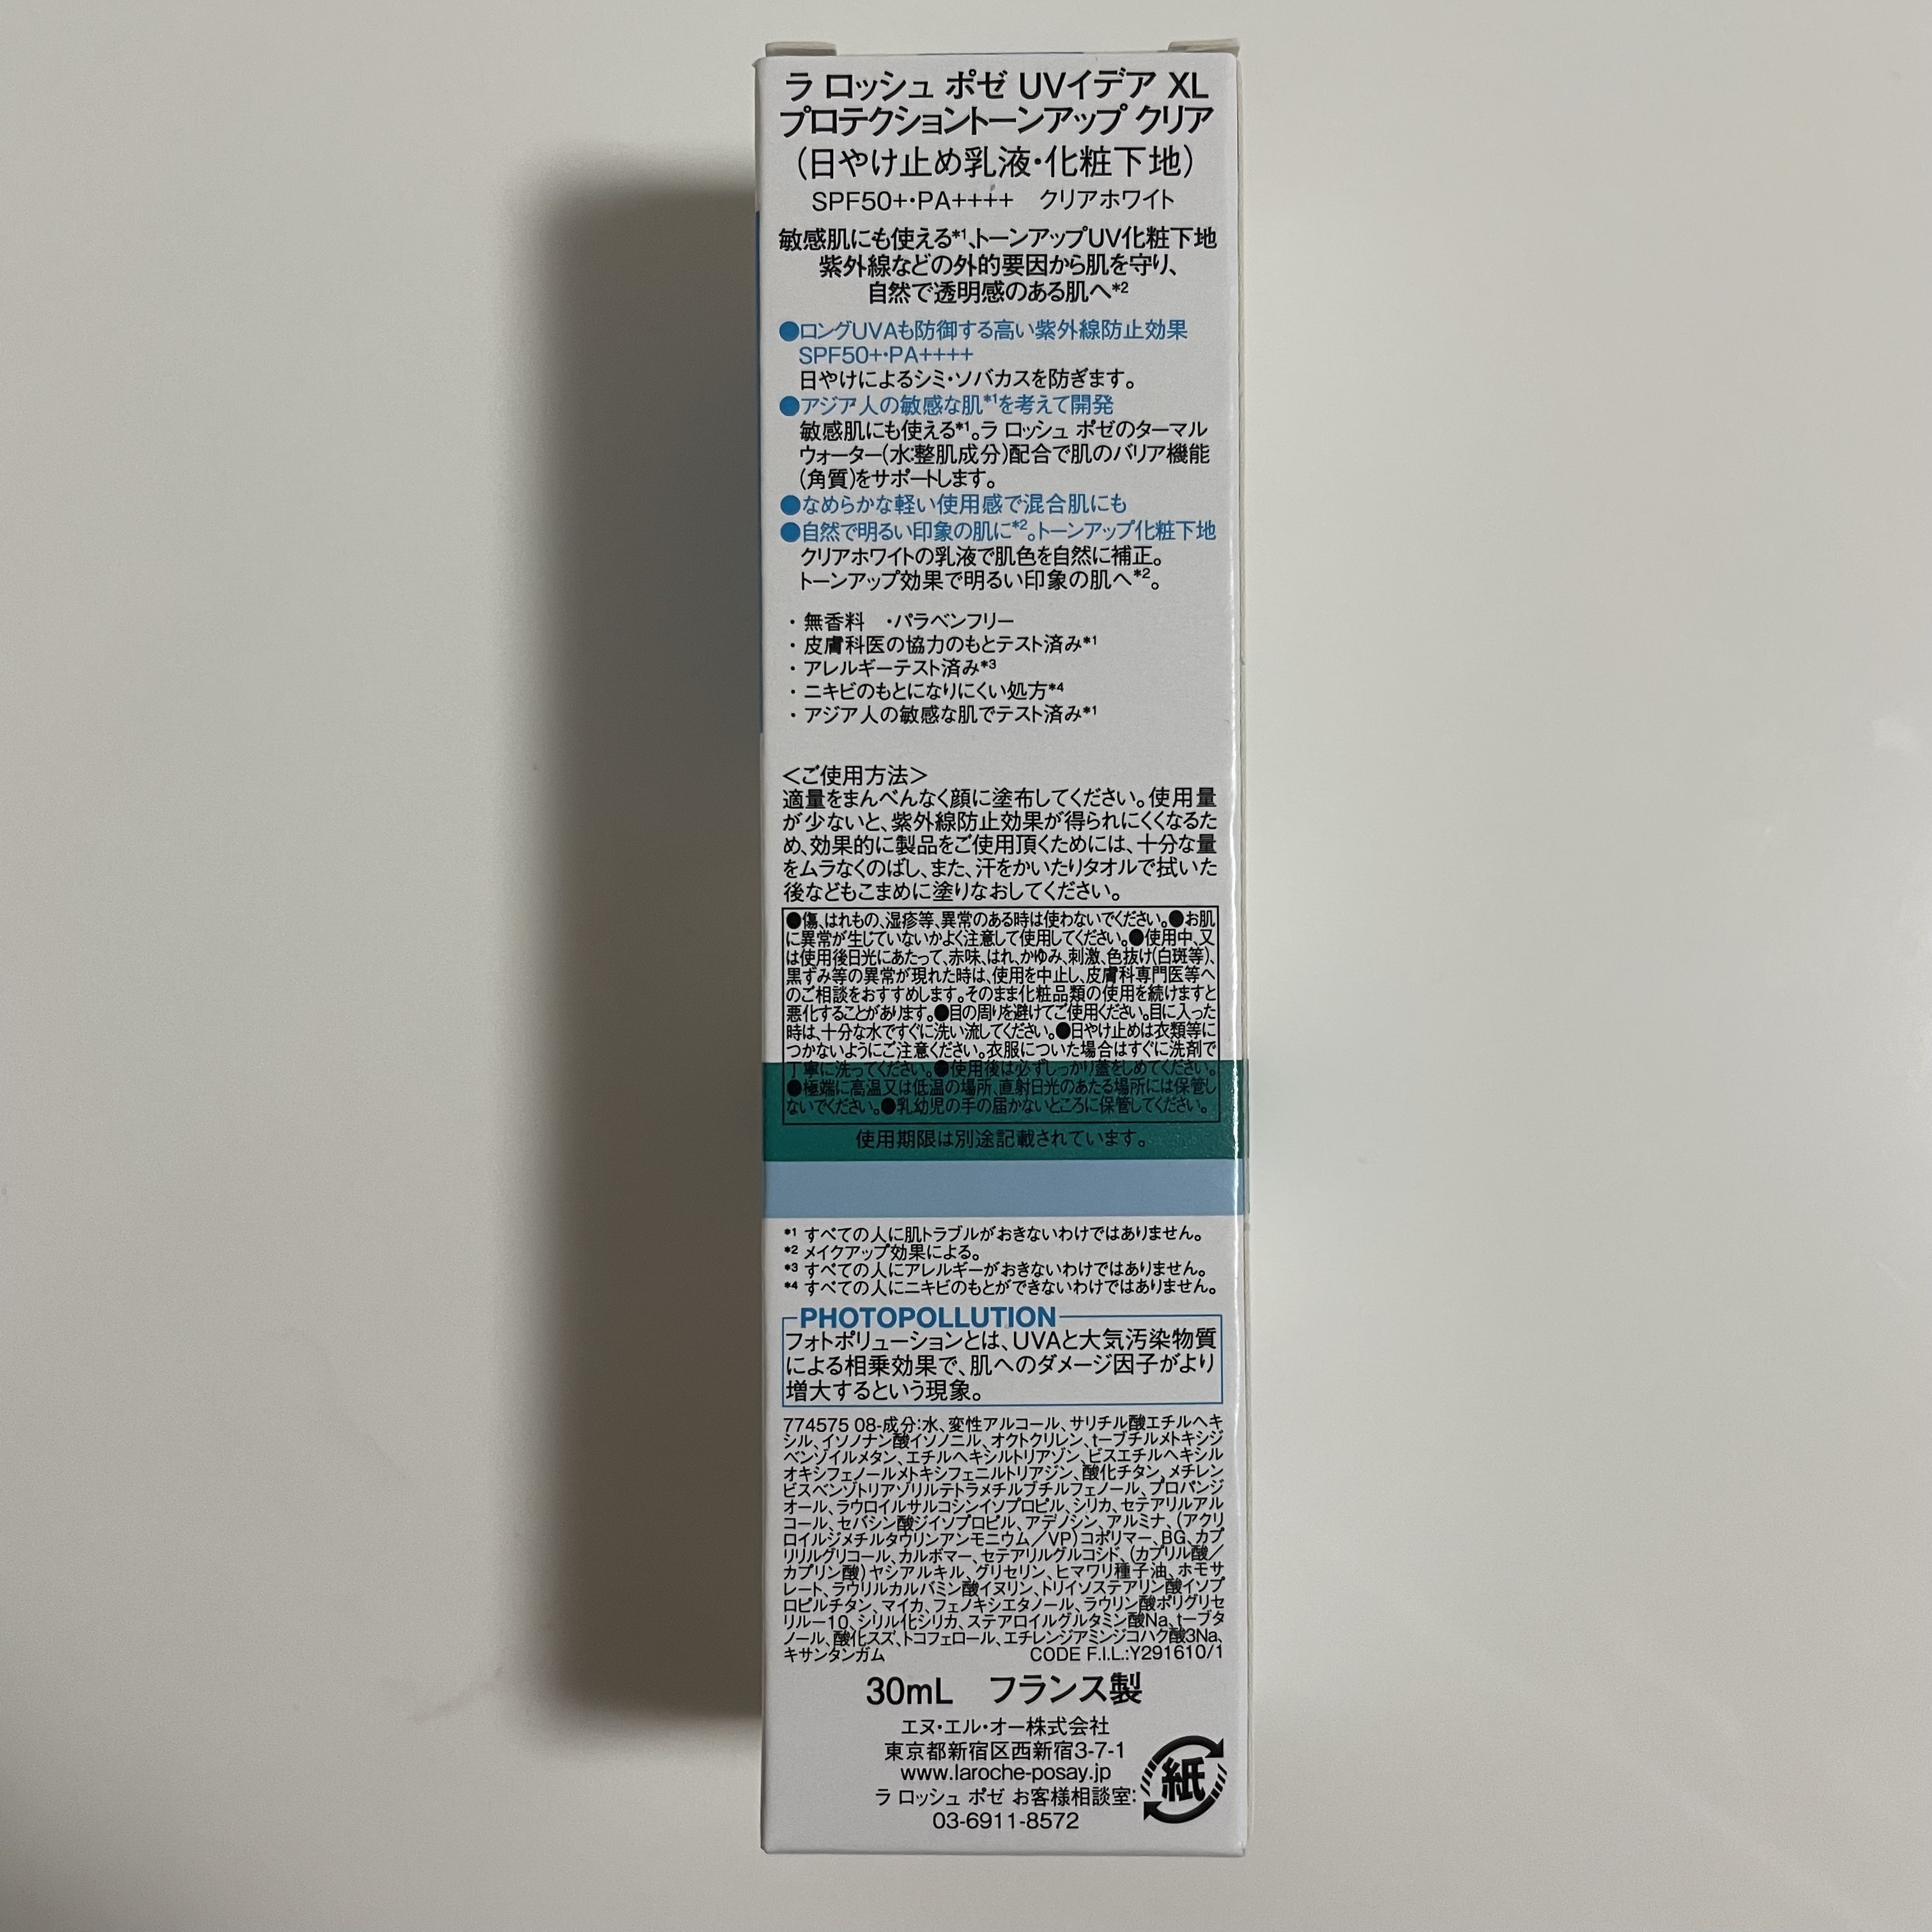 ラ ロッシュ ポゼ UVイデア XL
プロテクショントーンアップ クリア
(日やけ止め乳液・化粧下地)
SPF50+・PA++++　クリアホワイト
敏感肌にも使える*1、トーンアップUV化粧下地
紫外線などの外的要因から肌を守り、
自然で透明感のある肌へ*2
●ロングUVAも防御する高い紫外線防止効果
SPF50+・PA++++
日やけによるシミ・ソバカスを防ぎます。
●アジア人の敏感な肌*1を考えて開発
敏感肌にも使える*1。ラ ロッシュ ポゼのターマル
ウォーター(水:整肌成分)配合で肌のバリア機能
(角質)をサポートします。
●なめらかな軽い使用感で混合肌にも
●自然で明るい印象の肌に*2。トーンアップ化粧下地
クリアホワイトの乳液で肌色を自然に補正。
トーンアップ効果で明るい印象の肌へ*2。
・無香料　・パラベンフリー
・皮膚科医の協力のもとテスト済み*1
・アレルギーテスト済み*3
・ニキビのもとになりにくい処方*4
・アジア人の敏感な肌でテスト済み*1
＜ご使用方法＞
適量をまんべんなく顔に塗布してください。使用量
が少ないと、紫外線防止効果が得られにくくなるた
め、効果的に製品をご使用頂くためには、十分な量
をムラなくのばし、また、汗をかいたりタオルで拭いた
後などもこまめに塗りなおしてください。
●傷、はれもの、湿疹等、異常のある時は使わないでください。●お肌
に異常が生じていないかよく注意して使用してください。●使用中、又
は使用後日光にあたって、赤味、はれ、かゆみ、刺激、色抜け(白斑等)、
黒ずみ等の異常が現れた時は、使用を中止し、皮膚科専門医等へ
のご相談をおすすめします。そのまま化粧品類の使用を続けますと
悪化することがあります。●目の周りを避けてご使用ください。目に入った
時は、十分な水ですぐに洗い流してください。●日やけ止めは衣類等に
つかないようにご注意ください。衣服についた場合はすぐに洗剤で
丁寧に洗ってください。●使用後は必ずしっかり蓋をしめてください。
●極端に高温又は低温の場所、直射日光のあたる場所には保管し
ないでください。●乳幼児の手の届かないところに保管してください。
使用期限は別途記載されています。
*1 すべての人に肌トラブルがおきないわけではありません。
*2 メイクアップ効果による。
*3 すべての人にアレルギーがおきないわけではありません。
*4 すべての人にニキビのもとができないわけではありません。
PHOTOPOLLUTION
フォトポリューションとは、UVAと大気汚染物質
による相乗効果で、肌へのダメージ因子がより
増大するという現象。
774575 08-成分:水、変性アルコール、サリチル酸エチルヘキ
シル、イソノナン酸イソノニル、オクトクリレン、t-ブチルメトキシジ
ベンゾイルメタン、エチルヘキシルトリアゾン、ビスエチルヘキシル
オキシフェノールメトキシフェニルトリアジン、酸化チタン、メチレン
ビスベンゾトリアゾリルテトラメチルブチルフェノール、プロパンジ
オール、ラウロイルサルコシンイソプロピル、シリカ、セテアリルアル
コール、セバシン酸ジイソプロピル、アデノシン、アルミナ、(アクリ
ロイルジメチルタウリンアンモニウム／VP)コポリマー、BG、カプ
リリルグリコール、カルボマー、セテアリルグルコシド、(カプリル酸／
カプリン酸)ヤシアルキル、グリセリン、ヒマワリ種子油、ホモサ
レート、ラウリルカルバミン酸イヌリン、トリイソステアリン酸イソプ
ロピルチタン、マイカ、フェノキシエタノール、ラウリン酸ポリグリセ
リル－10、シリル化シリカ、ステアロイルグルタミン酸Na、t-ブタ
ノール、酸化スズ、トコフェロール、エチレンジアミンジコハク酸3Na、
キサンタンガム　CODE F.I.L.:Y291610/1
30mL　フランス製
エヌ・エル・オー株式会社
東京都新宿区西新宿3-7-1
www.laroche-posay.jp
ラ ロッシュ ポゼ お客様相談室:
03-6911-8572
紙